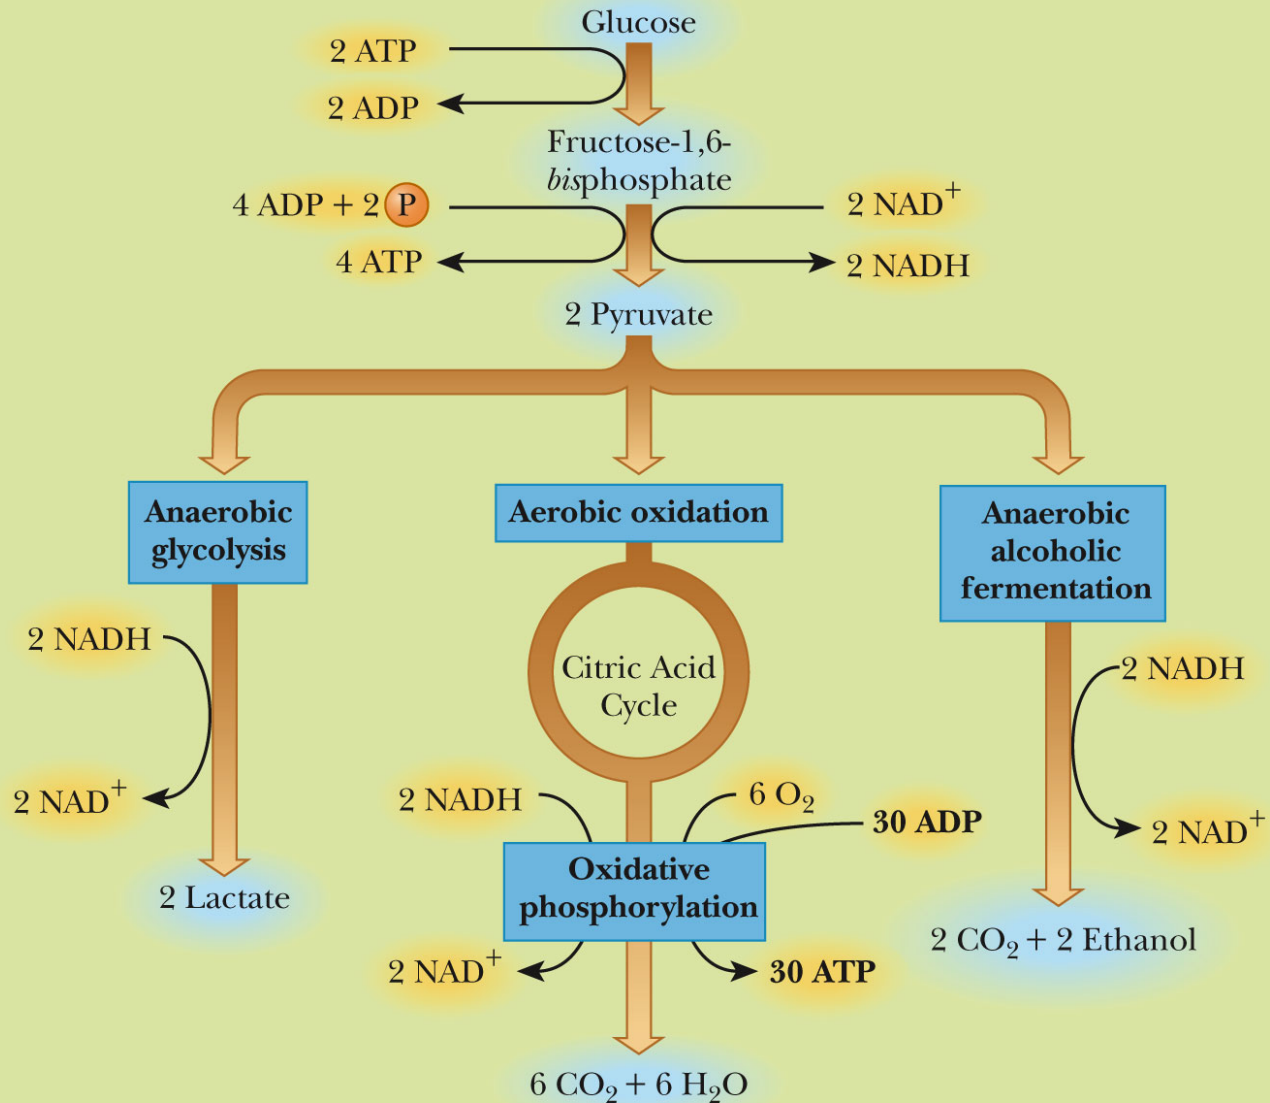 Glucose
2 ATP
2 ADP
Fructose-1,6-
bisphosphate
4 ADP + 2 P
2 NAD⁺
4 ATP
2 NADH
2 Pyruvate
Anaerobic
glycolysis
Aerobic oxidation
Anaerobic
alcoholic
fermentation
2 NADH
2 NAD⁺
2 Lactate
Citric Acid
Cycle
2 NADH
6 O₂
30 ADP
Oxidative
phosphorylation
2 NAD⁺
30 ATP
6 CO₂ + 6 H₂O
2 NADH
2 NAD⁺
2 CO₂ + 2 Ethanol